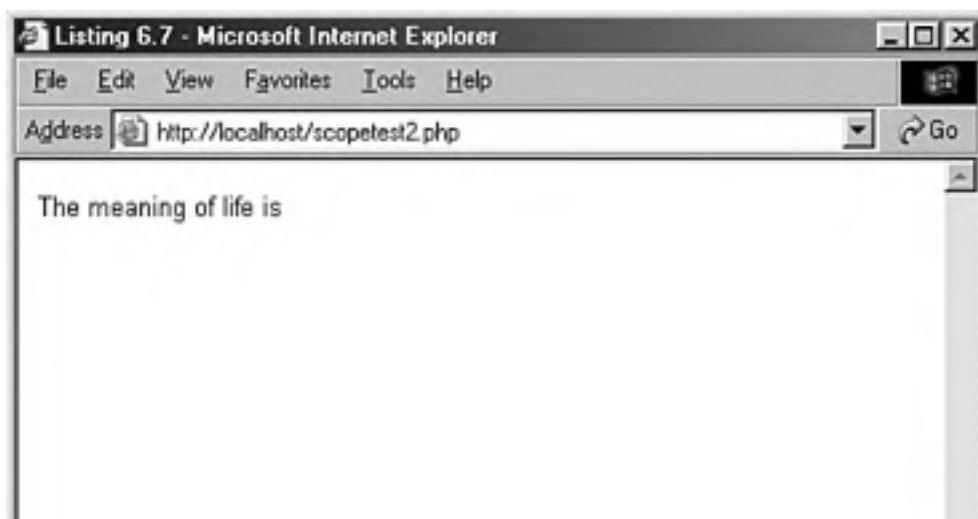 Listing 6.7 - Microsoft Internet Explorer
File Edit View Favorites Tools Help
Address http://localhost/scopetest2.php Go
The meaning of life is